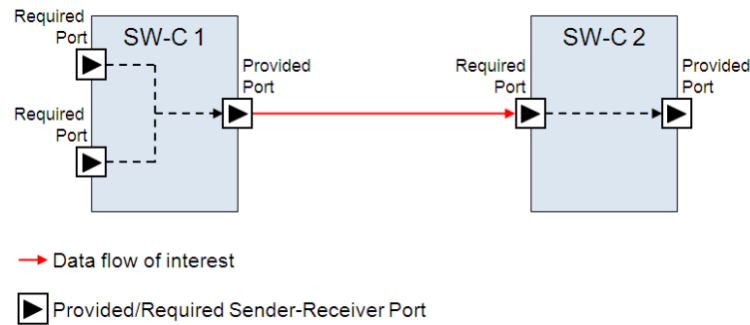 Required
Port
SW-C 1
Provided
Port
Required
Port
Required
Port
SW-C 2
Provided
Port
Data flow of interest
Provided/Required Sender-Receiver Port